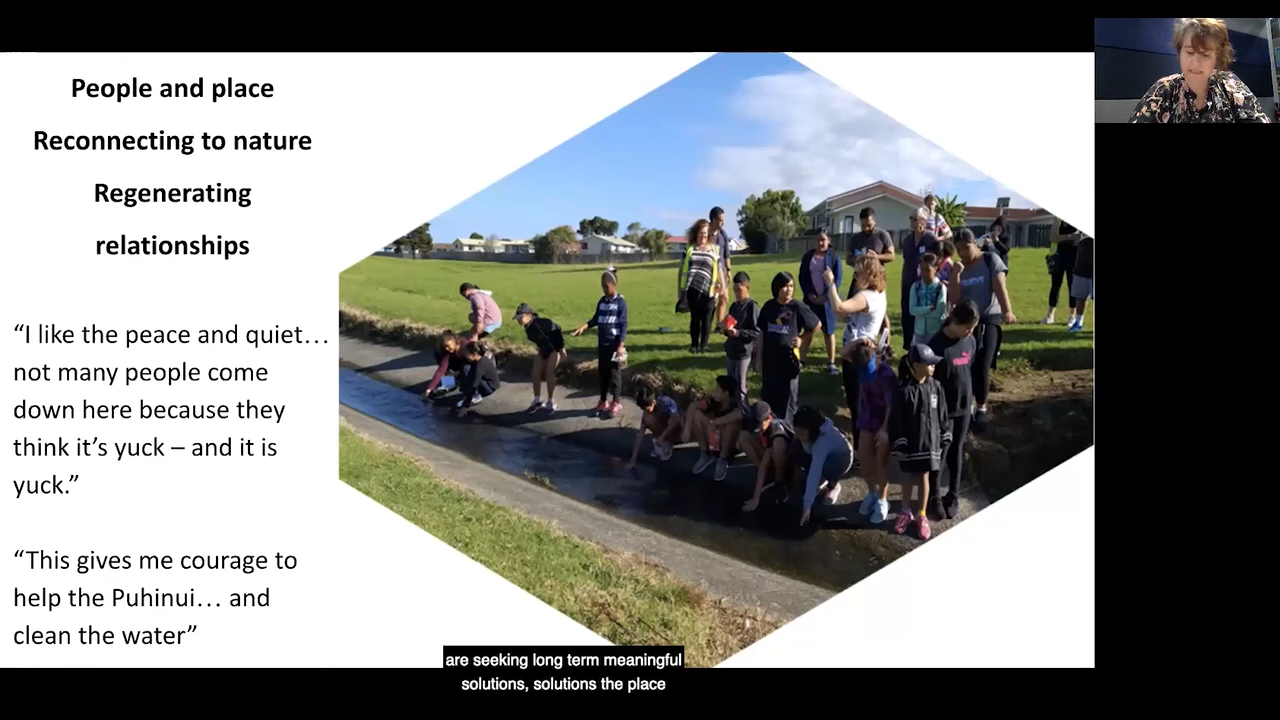 People and place
Reconnecting to nature
Regenerating
relationships
“I like the peace and quiet…
not many people come
down here because they
think it’s yuck – and it is
yuck.”
“This gives me courage to
help the Puhinui… and
clean the water”
are seeking long term meaningful
solutions, solutions the place